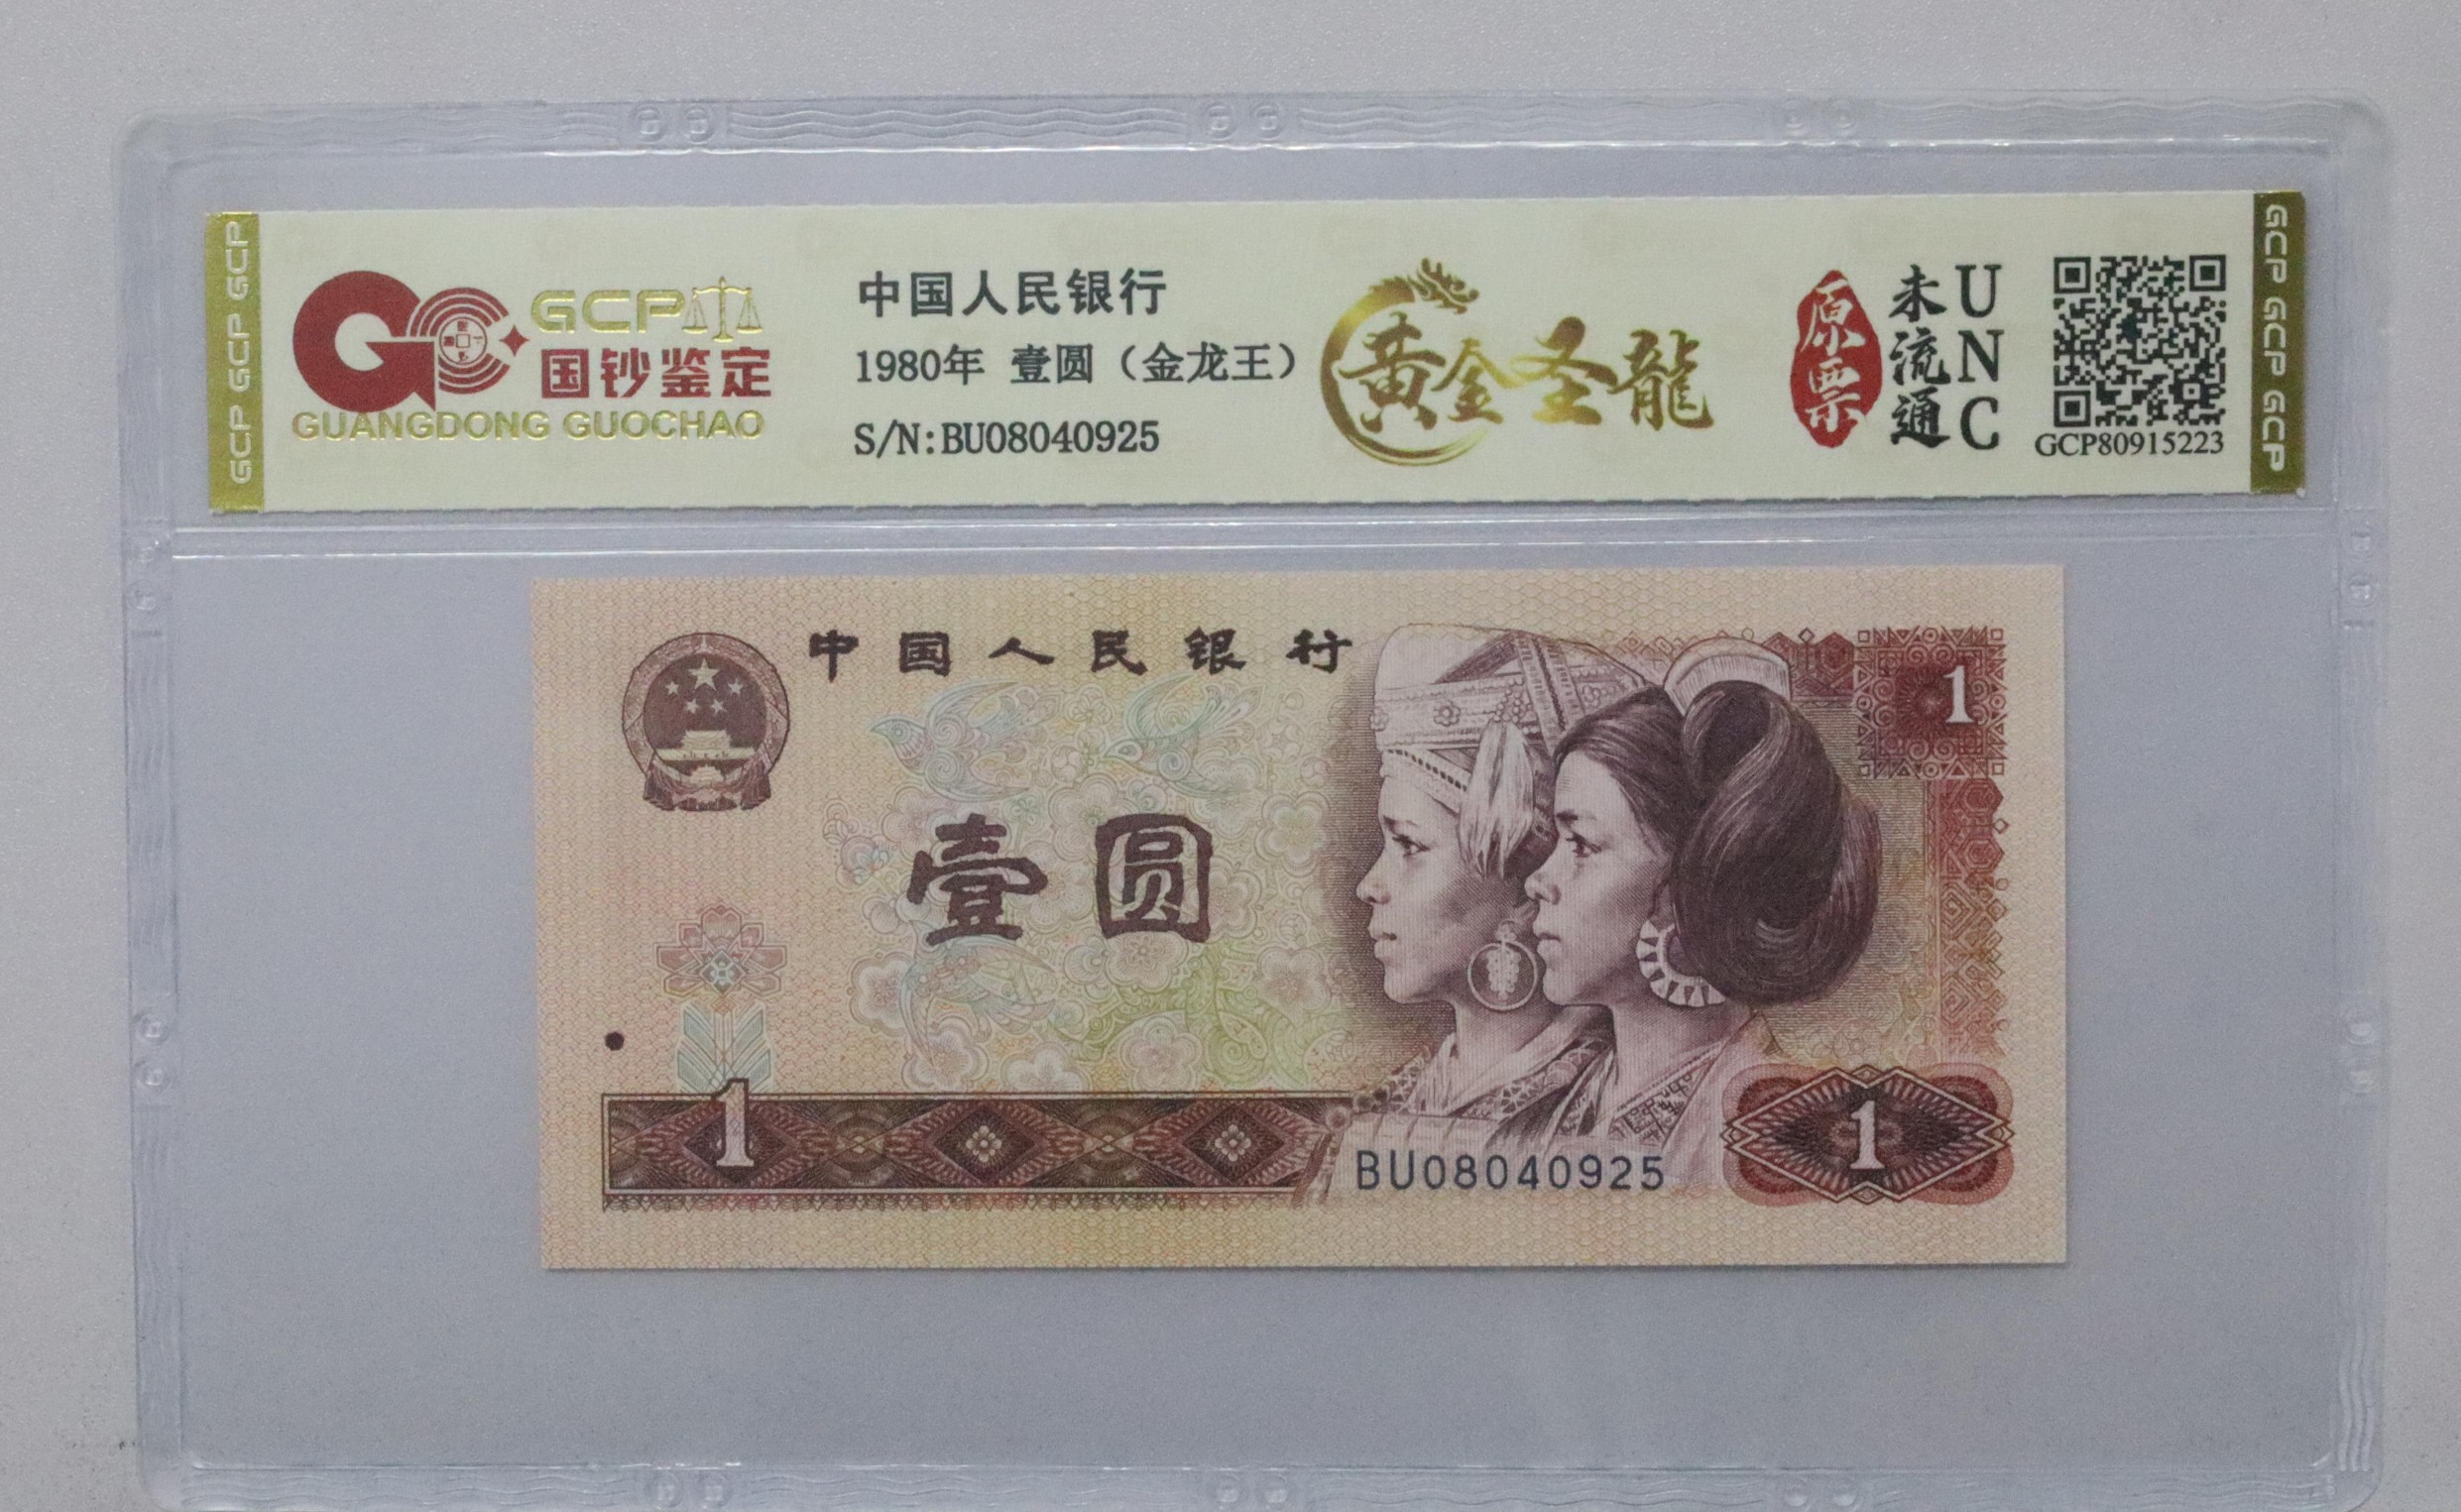 GCP GCP GCP GCP
GCP
国钞鉴定
GUANGDONG GUOCHAO
中国人民银行
1980年 壹圆（金龙王）
S/N:BU08040925
黄金圣龍
原票
未流通
UNC
GCP80915223
GCP GCP GCP GCP
中国人民银行
1
壹圆
1
BU08040925
1